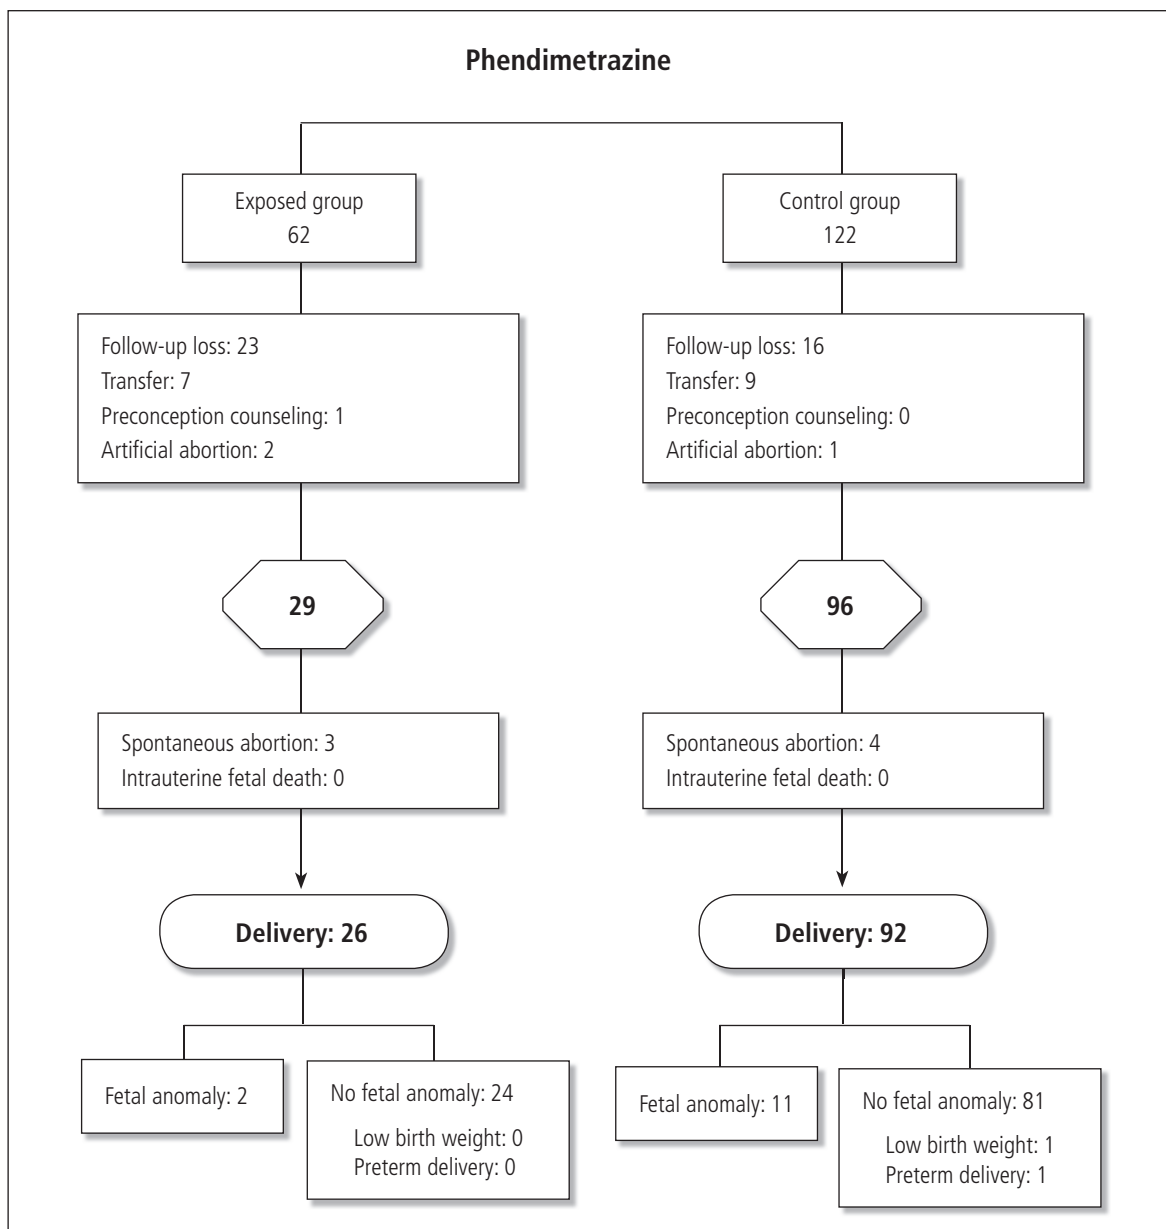 Phendimetrazine
Exposed group
62
Control group
122
Follow-up loss: 23
Transfer: 7
Preconception counseling: 1
Artificial abortion: 2
Follow-up loss: 16
Transfer: 9
Preconception counseling: 0
Artificial abortion: 1
29
96
Spontaneous abortion: 3
Intrauterine fetal death: 0
Spontaneous abortion: 4
Intrauterine fetal death: 0
Delivery: 26
Delivery: 92
Fetal anomaly: 2
No fetal anomaly: 24
Low birth weight: 0
Preterm delivery: 0
Fetal anomaly: 11
No fetal anomaly: 81
Low birth weight: 1
Preterm delivery: 1